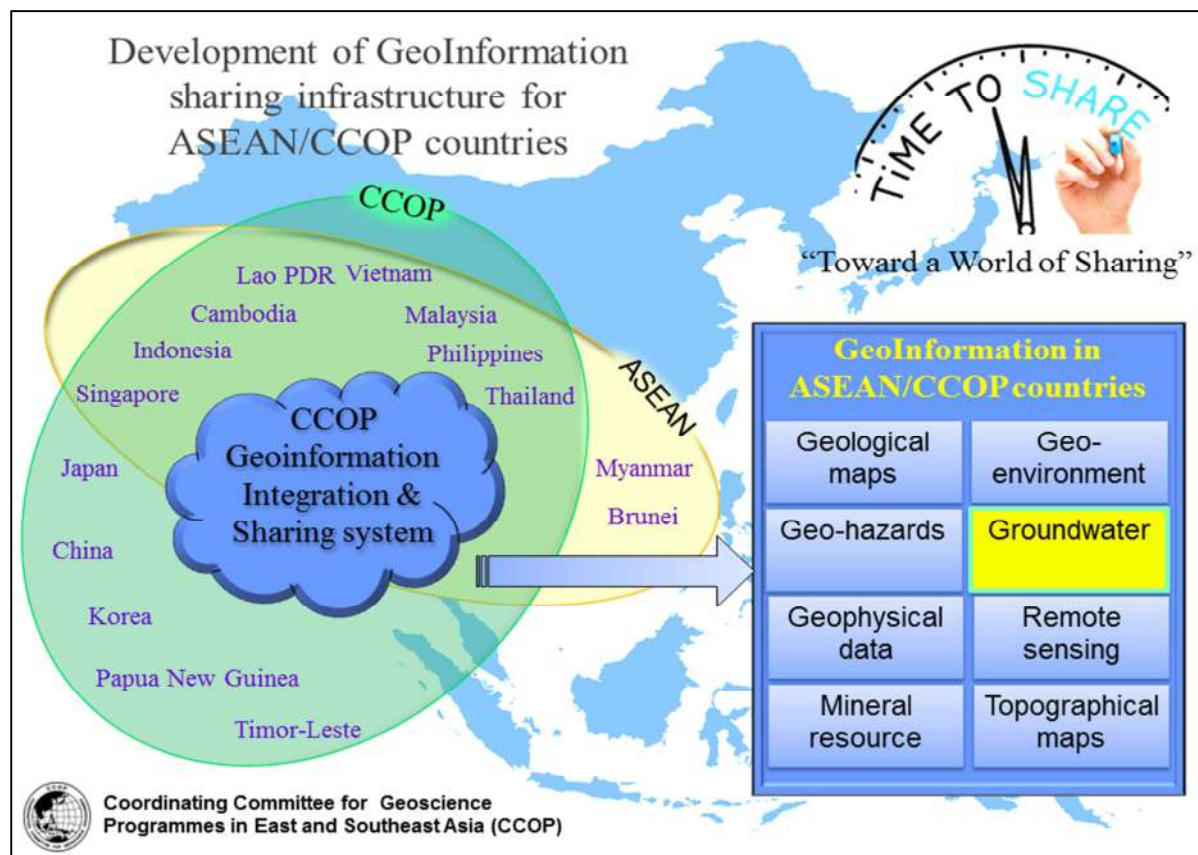 Development of GeoInformation
sharing infrastructure for
ASEAN/CCOP countries
TiME TO SHARE
“Toward a World of Sharing”
CCOP
ASEAN
Lao PDR
Vietnam
Cambodia
Malaysia
Indonesia
Philippines
Singapore
Thailand
CCOP
Geoinformation
Integration &
Sharing system
Japan
Myanmar
China
Brunei
Korea
Papua New Guinea
Timor-Leste
GeoInformation in
ASEAN/CCOP countries
Geological
maps
Geo-
environment
Geo-hazards
Groundwater
Geophysical
data
Remote
sensing
Mineral
resource
Topographical
maps
CCOP
Coordinating Committee for Geoscience
Programmes in East and Southeast Asia (CCOP)